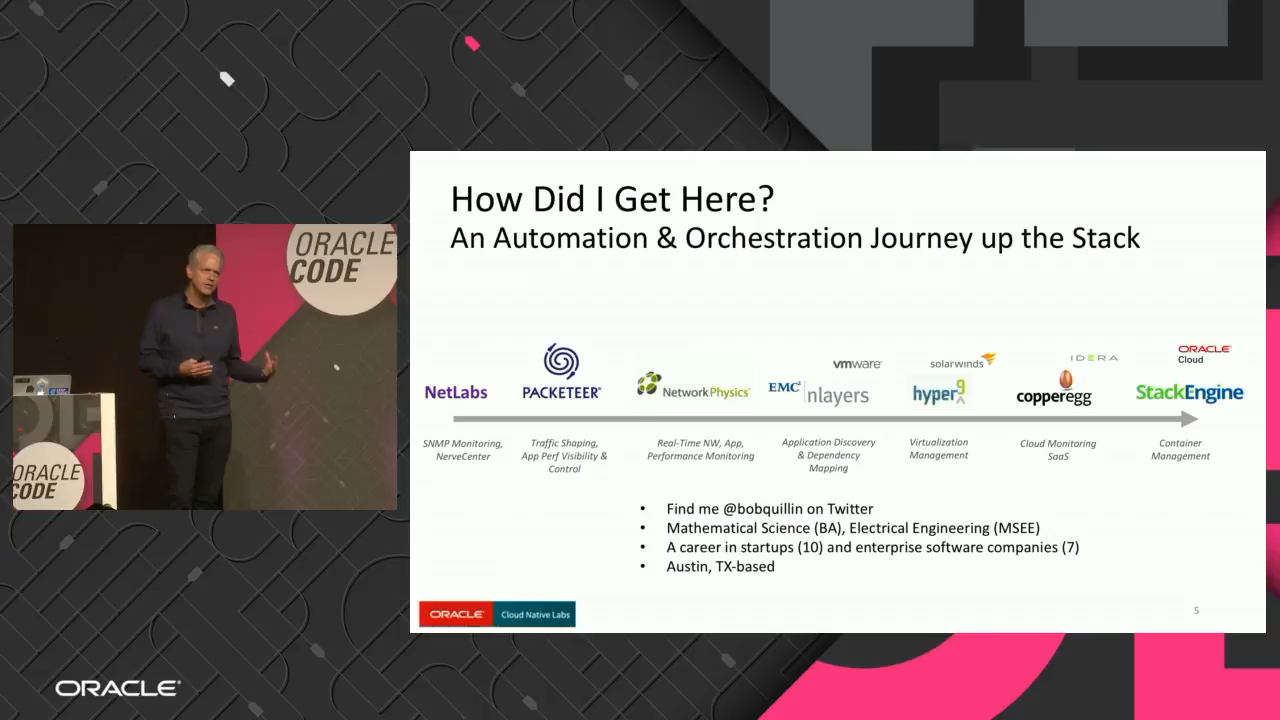 How Did I Get Here?
An Automation & Orchestration Journey up the Stack
ORACLE
CODE
NetLabs
PACKETEER®
NetworkPhysics
EMC²
nlayers
vmware
hyper9
solarwinds
copperegg
IDERA
StackEngine
ORACLE
Cloud
SNMP Monitoring,
NerveCenter
Traffic Shaping,
App Perf Visibility &
Control
Real-Time NW, App,
Performance Monitoring
Application Discovery
& Dependency
Mapping
Virtualization
Management
Cloud Monitoring
SaaS
Container
Management
ORACLE
CODE
• Find me @bobquillin on Twitter
• Mathematical Science (BA), Electrical Engineering (MSEE)
• A career in startups (10) and enterprise software companies (7)
• Austin, TX-based
ORACLE Cloud Native Labs
5
ORACLE®